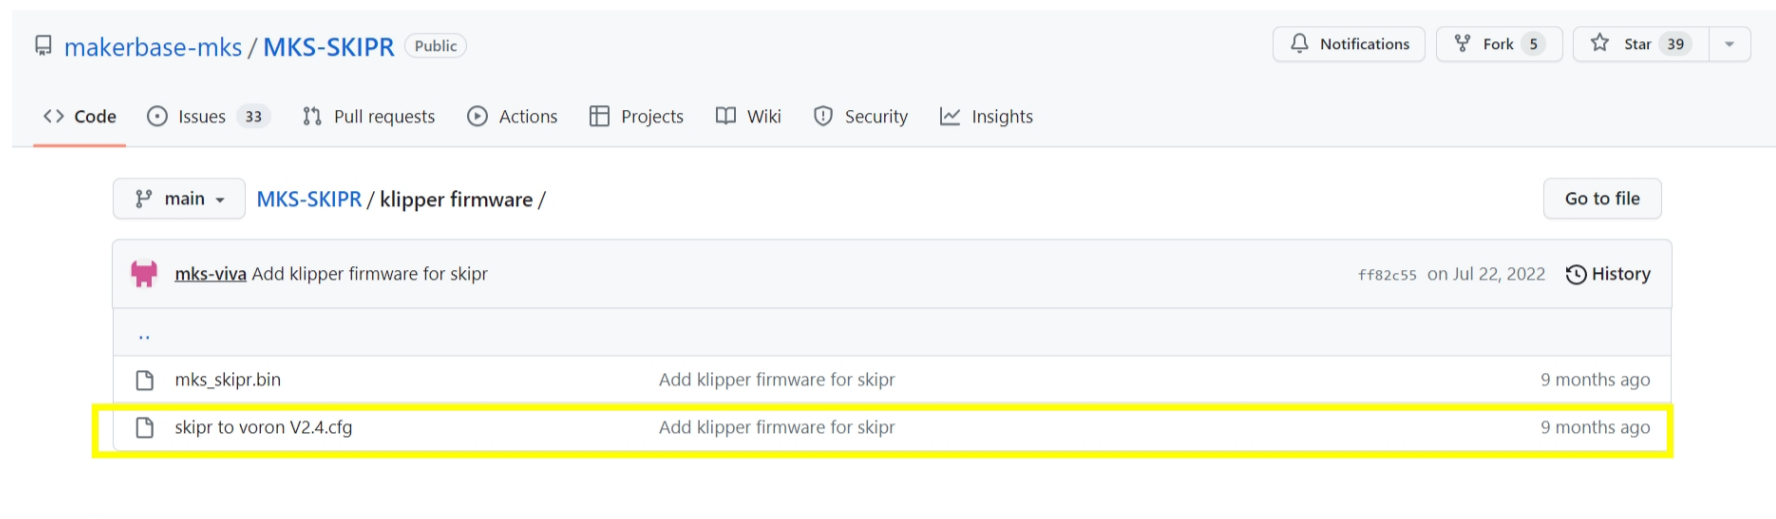 makerbase-mks / MKS-SKIPR Public Notifications Fork 5 Star 39
Code Issues 33 Pull requests Actions Projects Wiki Security Insights
main MKS-SKIPR / klipper firmware / Go to file
mks-viva Add klipper firmware for skipr ff82c55 on Jul 22, 2022 History
..
mks_skipr.bin Add klipper firmware for skipr 9 months ago
skipr to voron V2.4.cfg Add klipper firmware for skipr 9 months ago